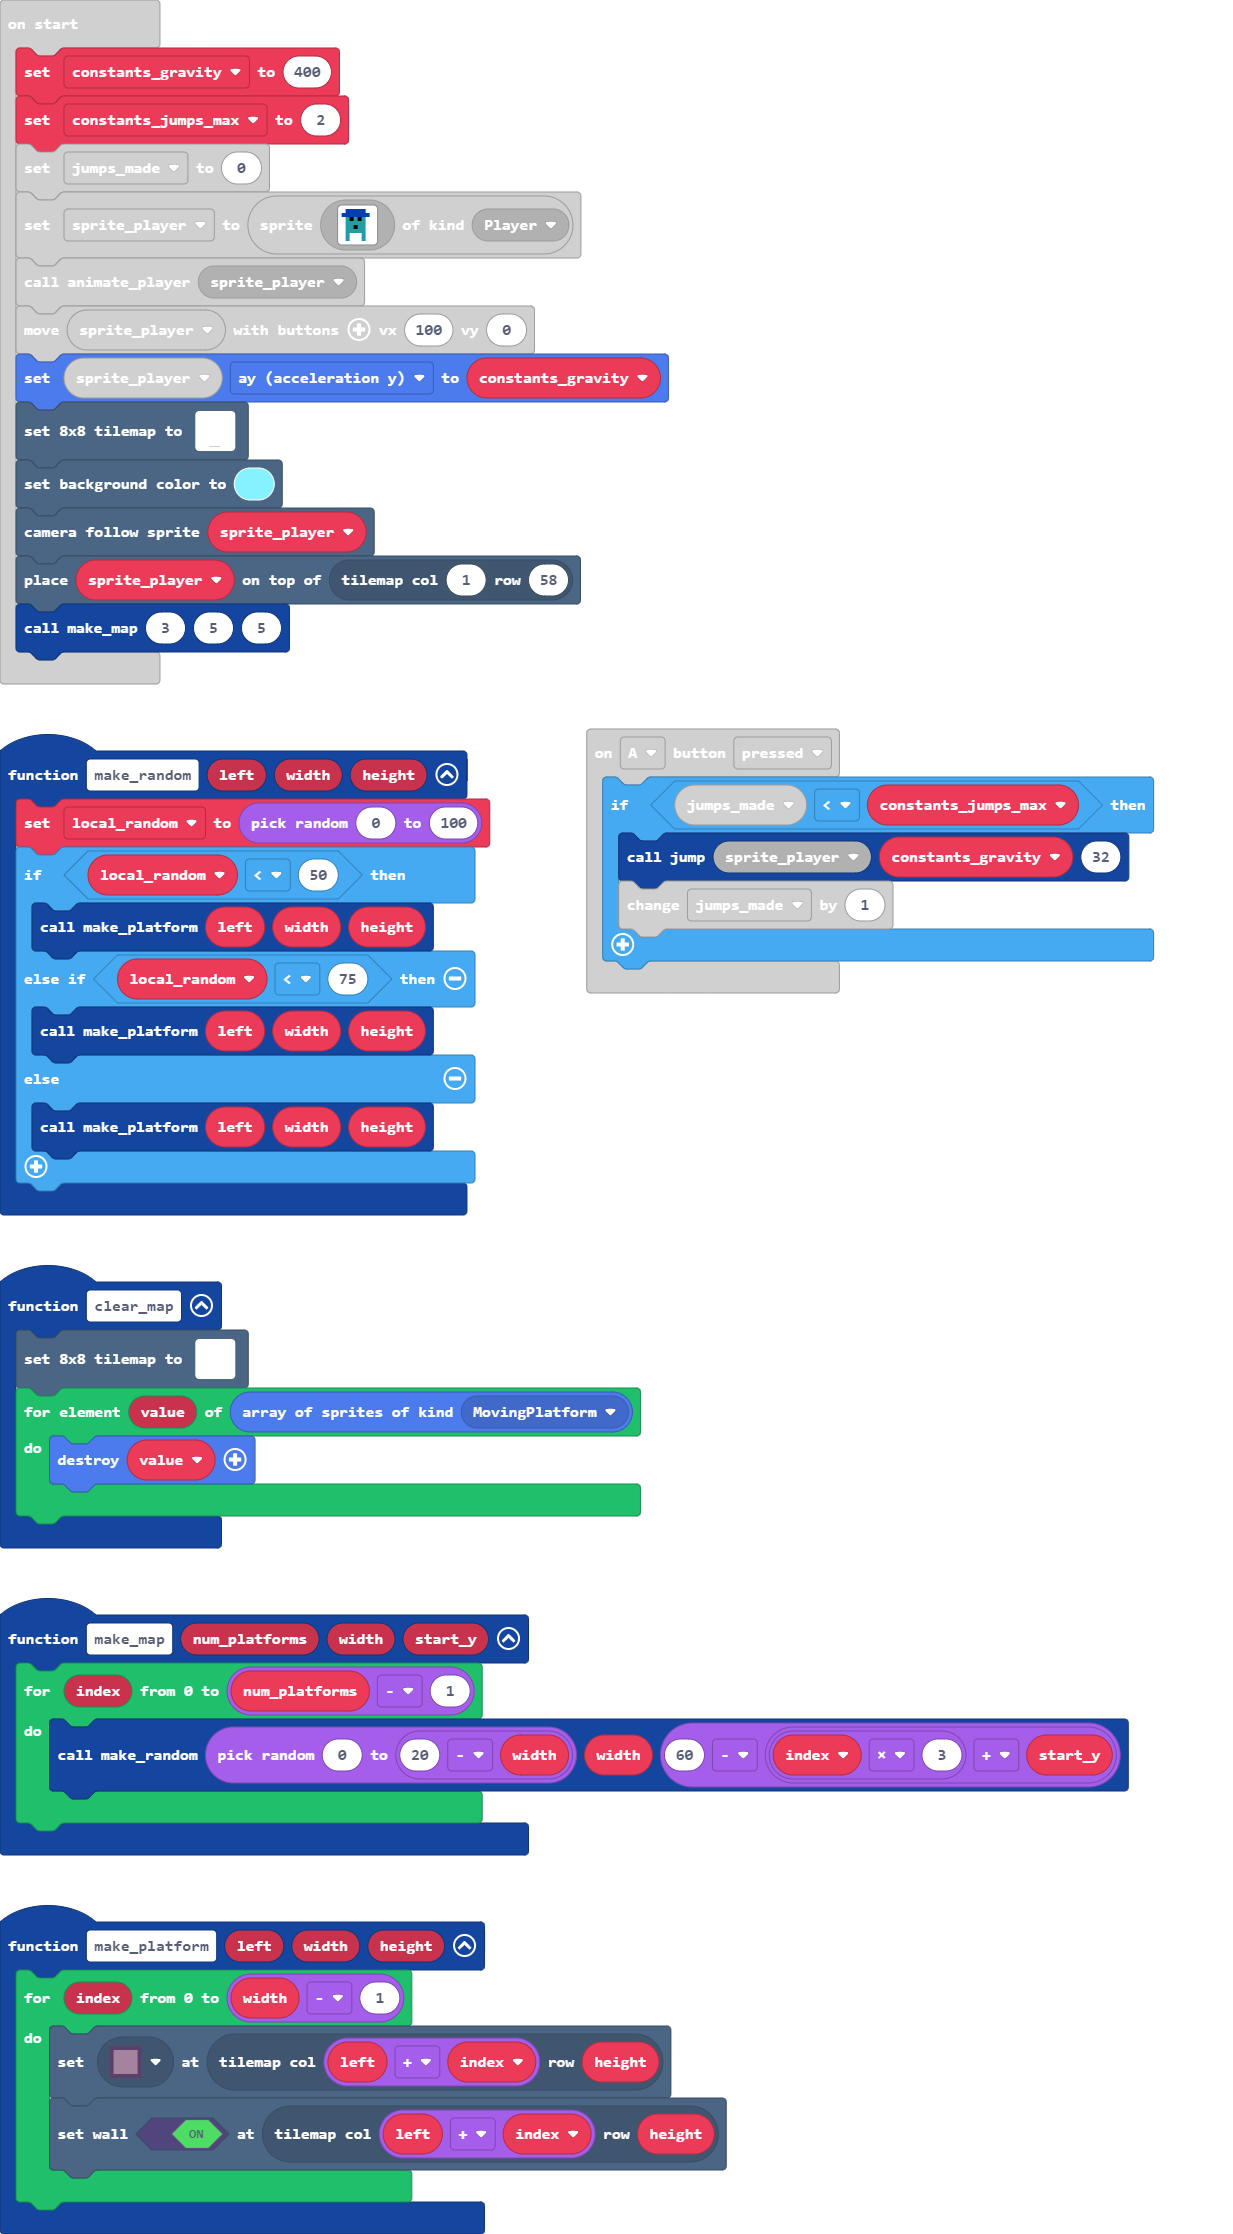 on start
set constants_gravity to 400
set constants_jumps_max to 2
set jumps_made to 0
set sprite_player to sprite of kind Player
call animate_player sprite_player
move sprite_player with buttons vx 100 vy 0
set sprite_player ay (acceleration y) to constants_gravity
set 8x8 tilemap to
set background color to
camera follow sprite sprite_player
place sprite_player on top of tilemap col 1 row 58
call make_map 3 5 5
function make_random left width height
set local_random to pick random 0 to 100
if local_random < 50 then
call make_platform left width height
else if local_random < 75 then
call make_platform left width height
else
call make_platform left width height
on A button pressed
if jumps_made < constants_jumps_max then
call jump sprite_player constants_gravity 32
change jumps_made by 1
function clear_map
set 8x8 tilemap to
for element value of array of sprites of kind MovingPlatform
do
destroy value
function make_map num_platforms width start_y
for index from 0 to num_platforms - 1
do
call make_random pick random 0 to 20 - width width 60 - index × 3 + start_y
function make_platform left width height
for index from 0 to width - 1
do
set at tilemap col left + index row height
set wall ON at tilemap col left + index row height